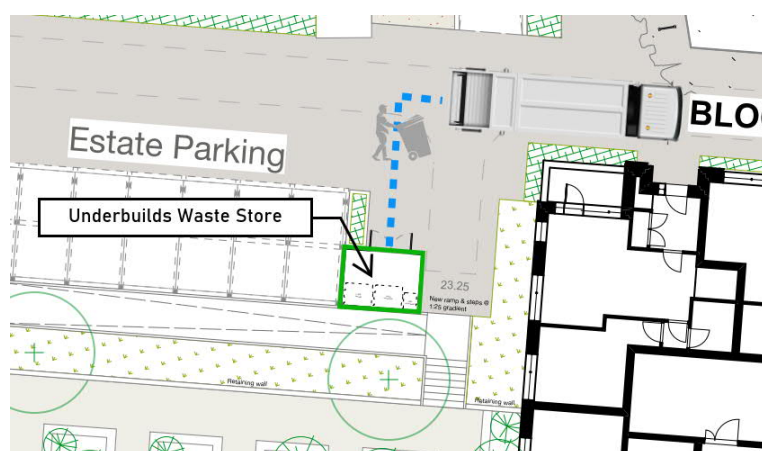 BLO
Estate Parking
Underbuilds Waste Store
23.25
New ramp & steps @
1:25 gradient
Retaining wall
Retaining wall